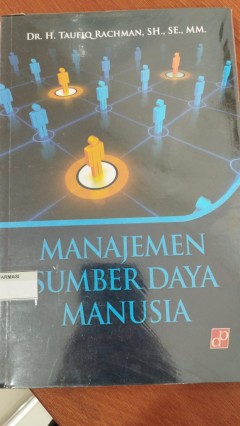 DR. H. TAUFIQ RACHMAN, SH., SE., MM.
MANAJEMEN
SUMBER DAYA
MANUSIA